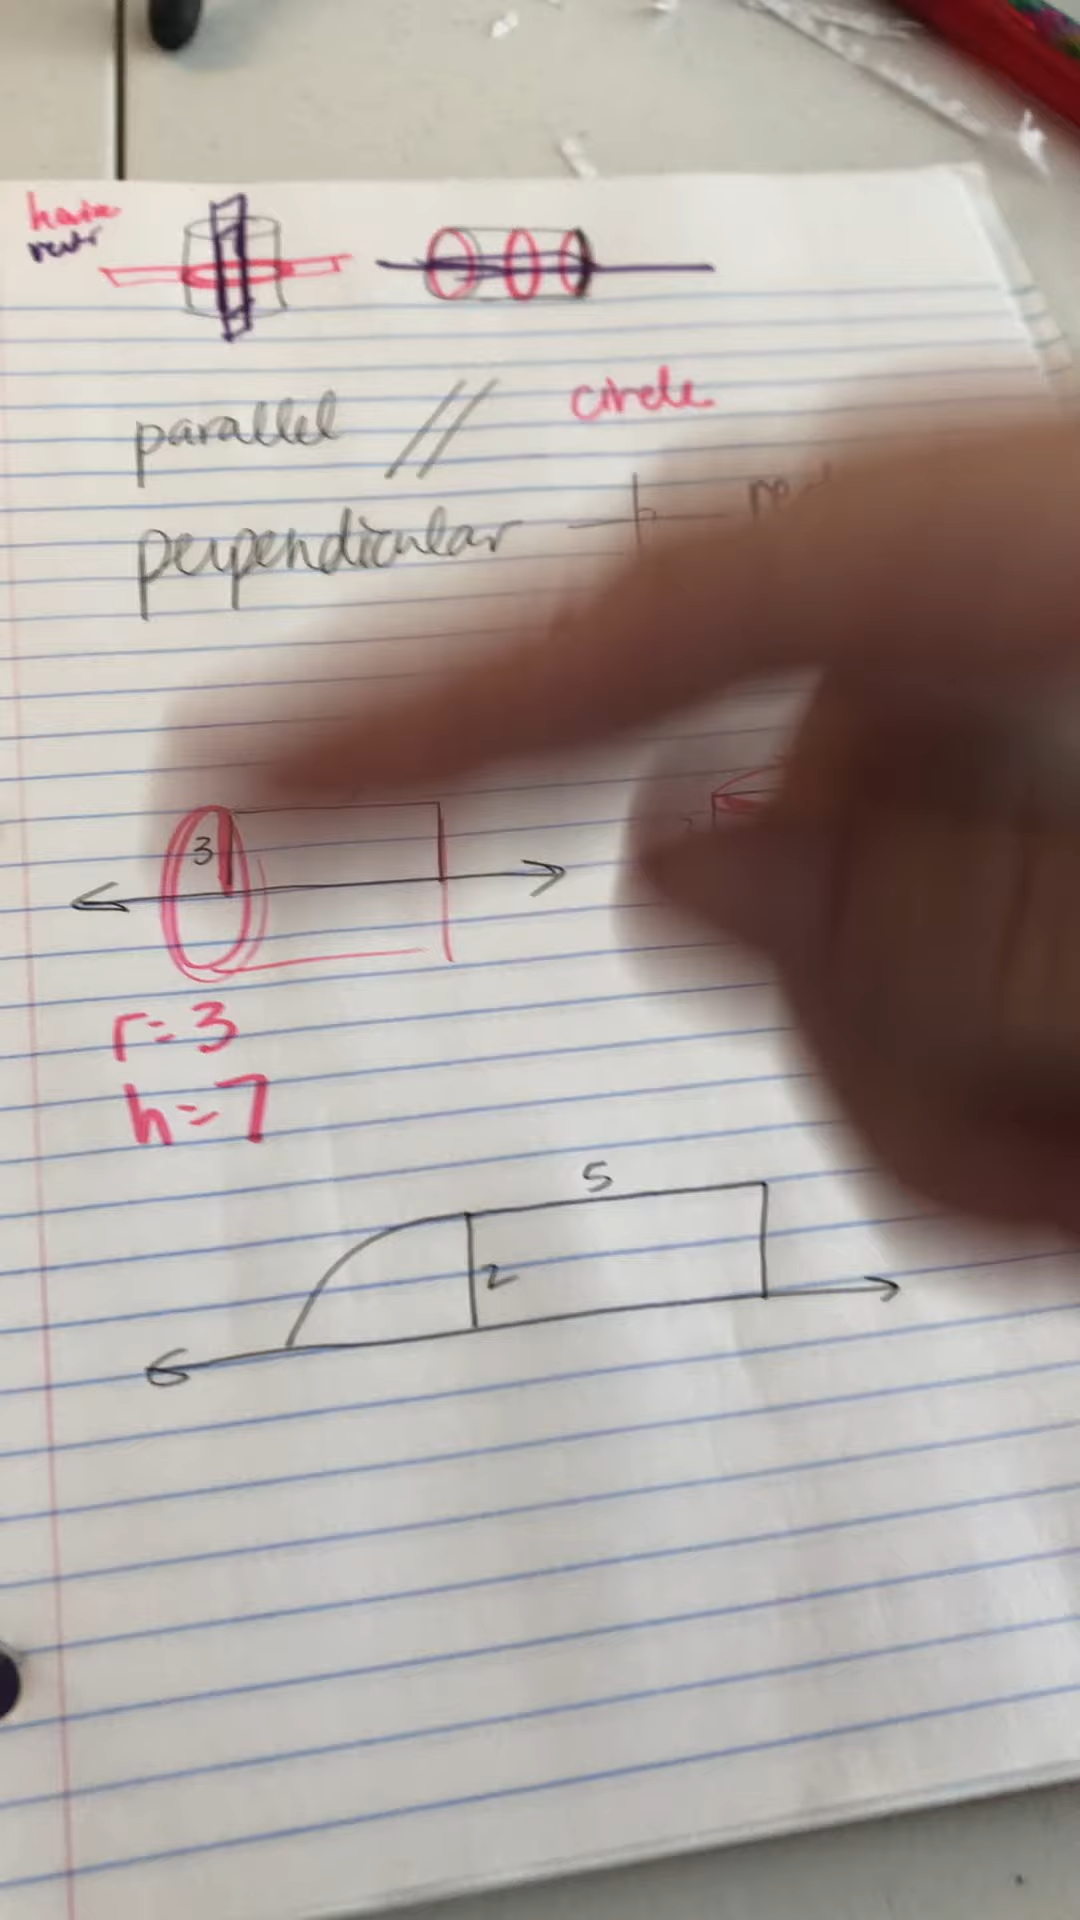 parallel // circle
perpendicular
3
r=3
h=7
5
2